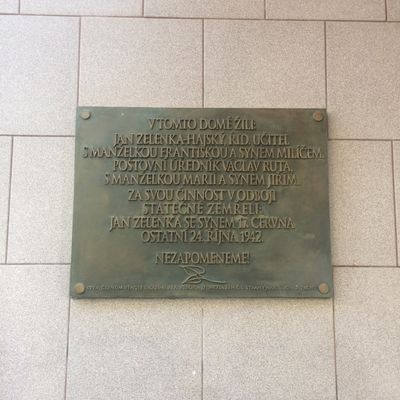 V TOMTO DOMĚ ŽILI:
JAN ZELENKA-HAJSKÝ, ŘÍD. UČITEL
S MANŽELKOU FRANTIŠKOU A SYNEM MILÍČEM,
POŠTOVNÍ ÚŘEDNÍK VÁCLAV RUTA,
S MANŽELKOU MARIÍ A SYNEM JIŘÍM.
ZA SVOU ČINNOST V ODBOJI
STATEČNĚ ZEMŘELI:
JAN ZELENKA SE SYNEM 17. ČERVNA,
OSTATNÍ 24. ŘÍJNA 1942.
NEZAPOMENEME!